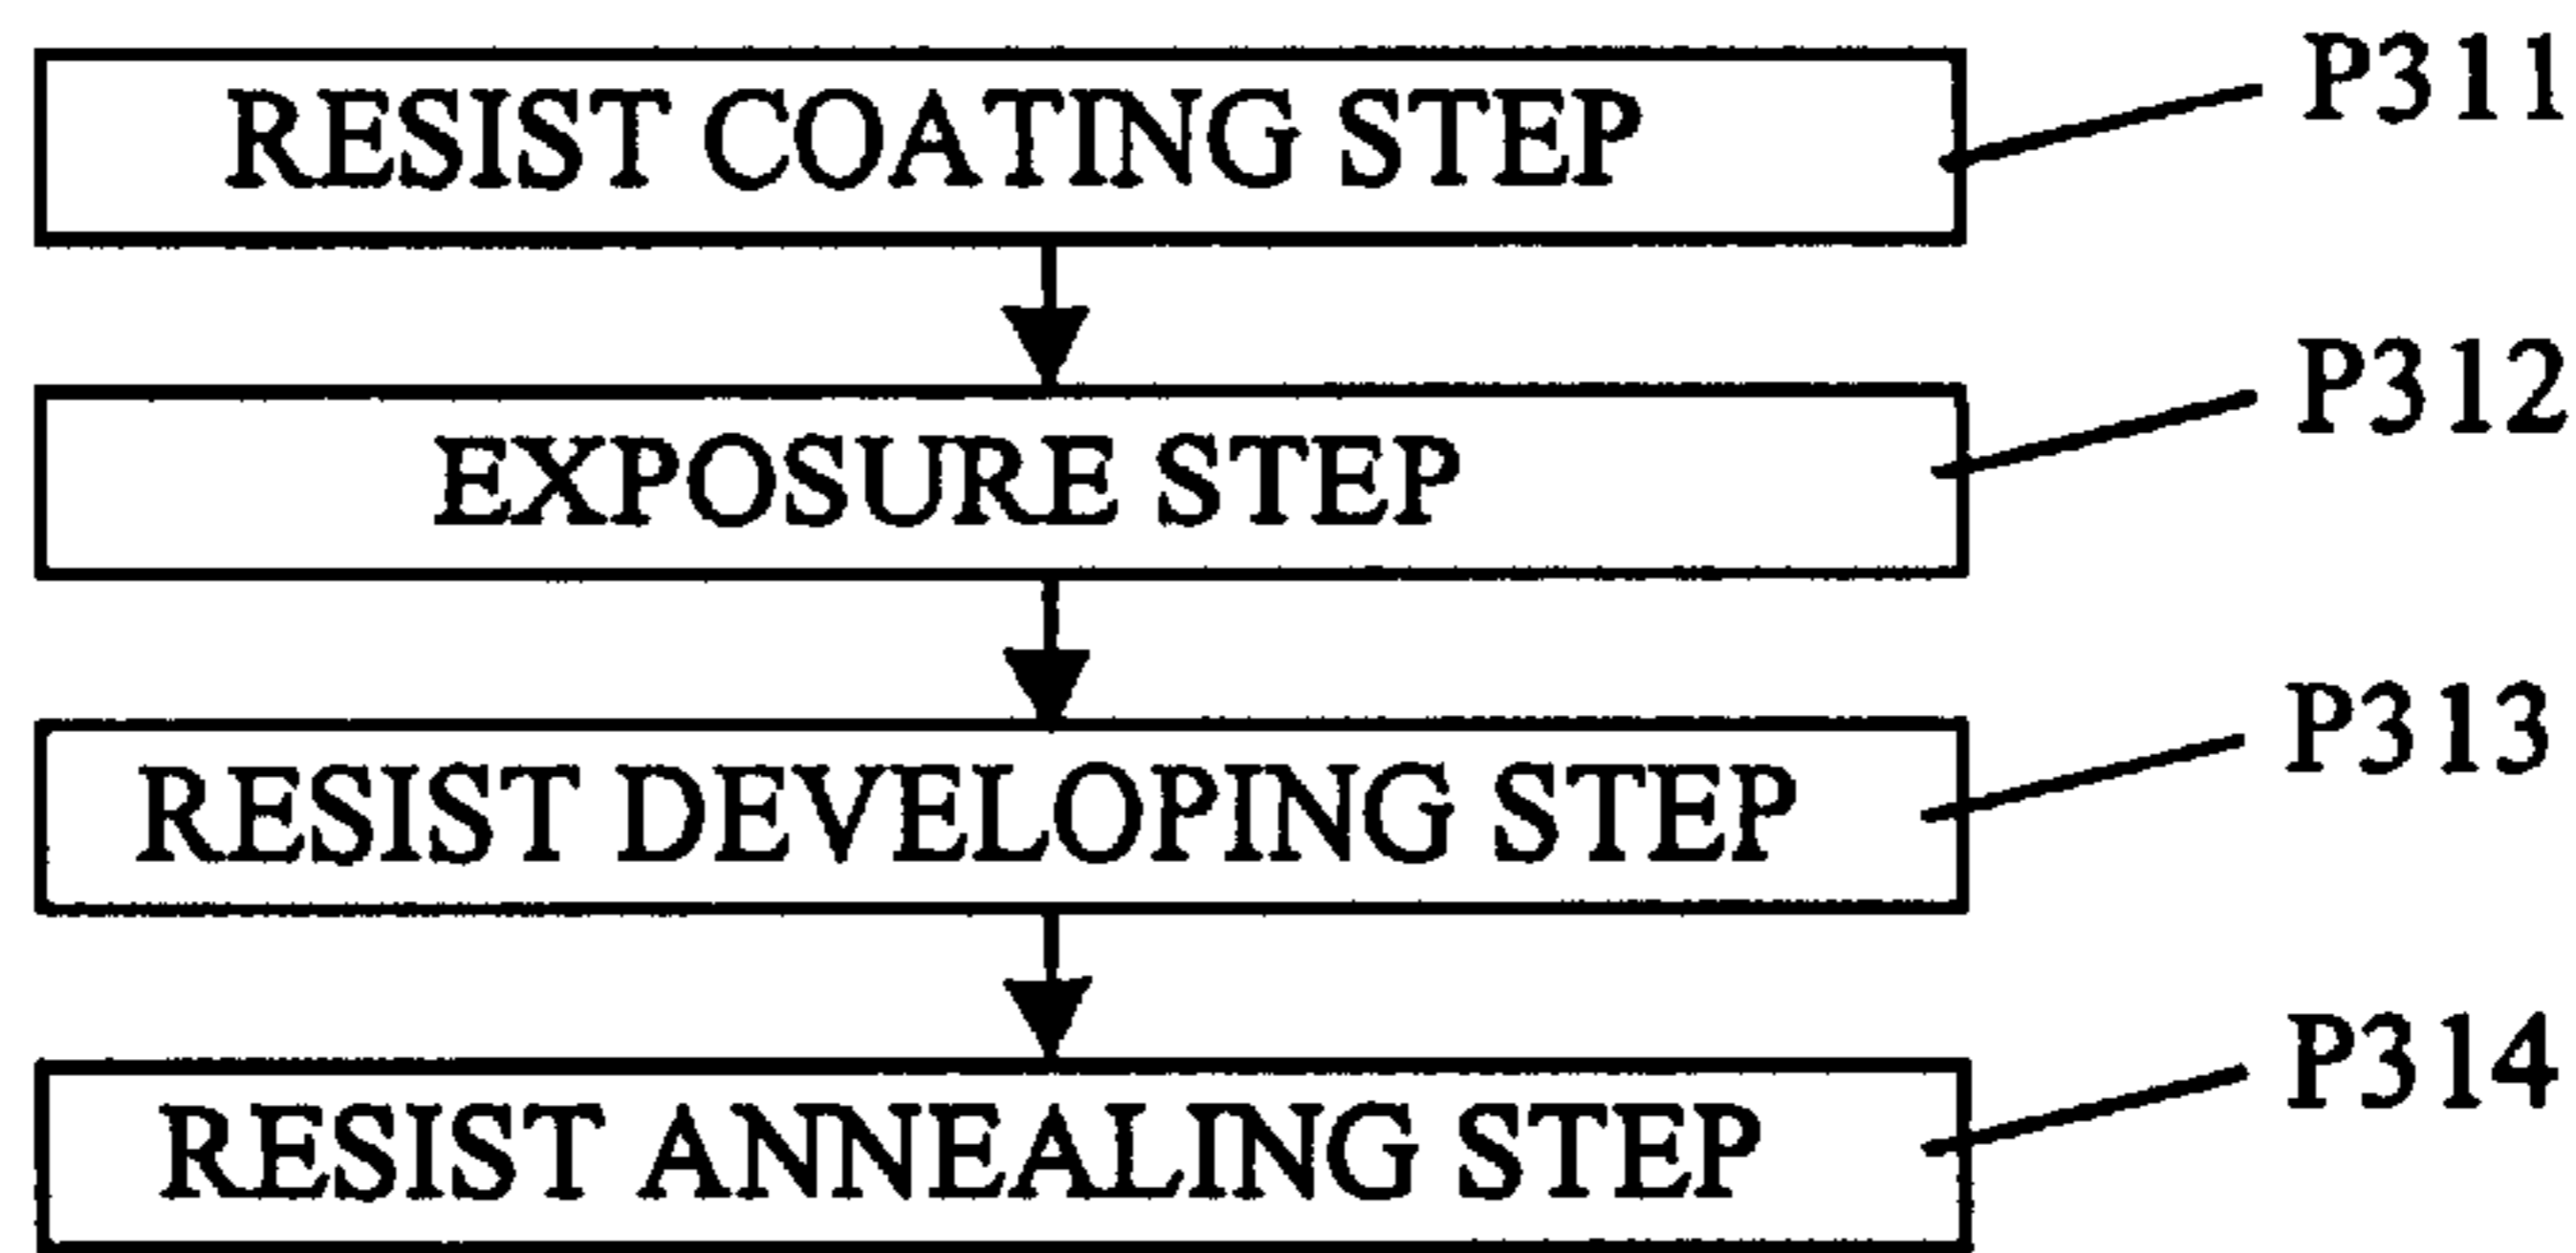 RESIST COATING STEP P311
EXPOSURE STEP P312
RESIST DEVELOPING STEP P313
RESIST ANNEALING STEP P314